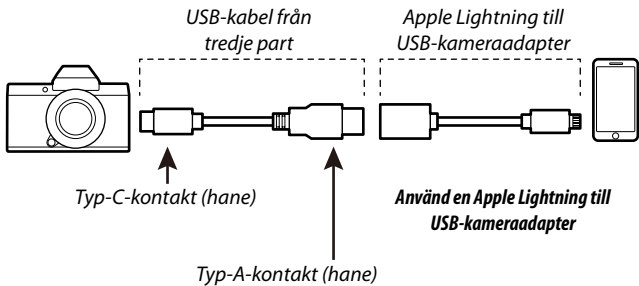 USB-kabel från
tredje part
Apple Lightning till
USB-kameraadapter
Typ-C-kontakt (hane)
Använd en Apple Lightning till
USB-kameraadapter
Typ-A-kontakt (hane)